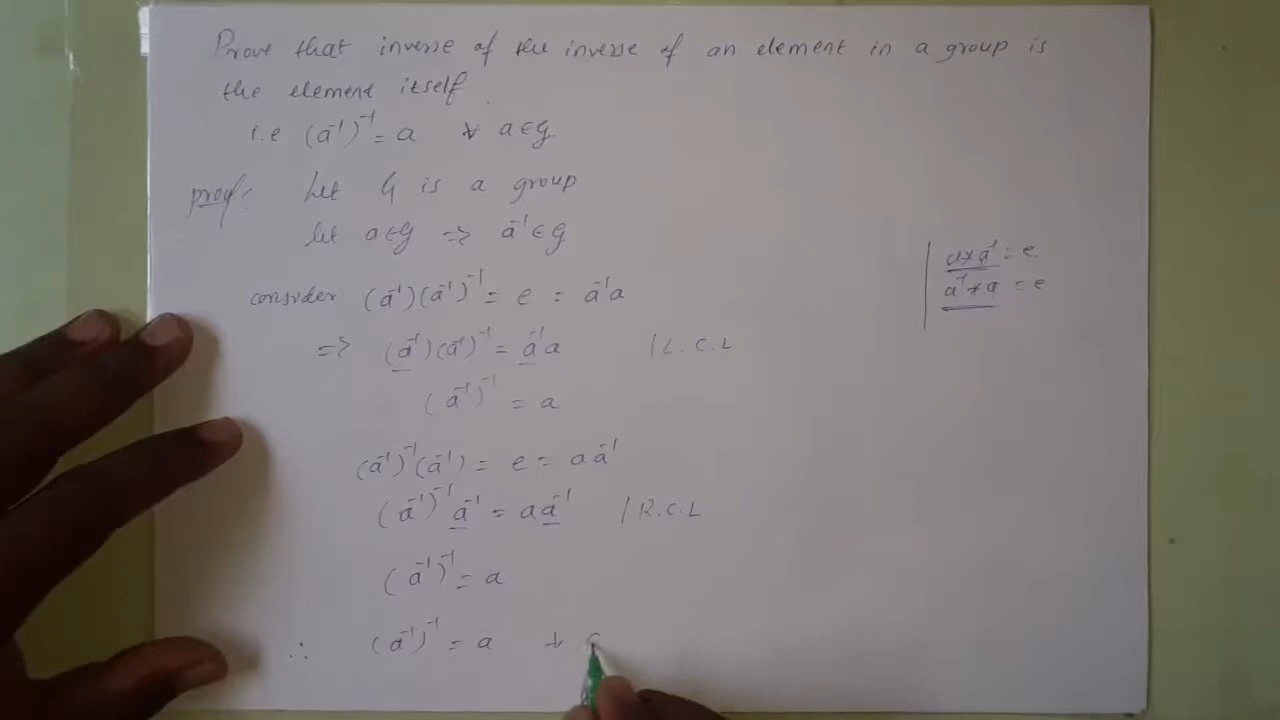 Prove that inverse of the inverse of an element in a group is
the element itself
i.e (a⁻¹)⁻¹ = a ∀ a∈G.
proof: Let G is a group
let a∈G => a⁻¹∈G
consider (a⁻¹)(a⁻¹)⁻¹ = e = a⁻¹a
=> (a⁻¹)(a⁻¹)⁻¹ = a⁻¹a | L.C.L
(a⁻¹)⁻¹ = a
(a⁻¹)⁻¹(a⁻¹) = e = aa⁻¹
(a⁻¹)⁻¹ a⁻¹ = aa⁻¹ | R.C.L
(a⁻¹)⁻¹ = a
∴ (a⁻¹)⁻¹ = a ∀
a*a⁻¹ = e
a⁻¹*a = e